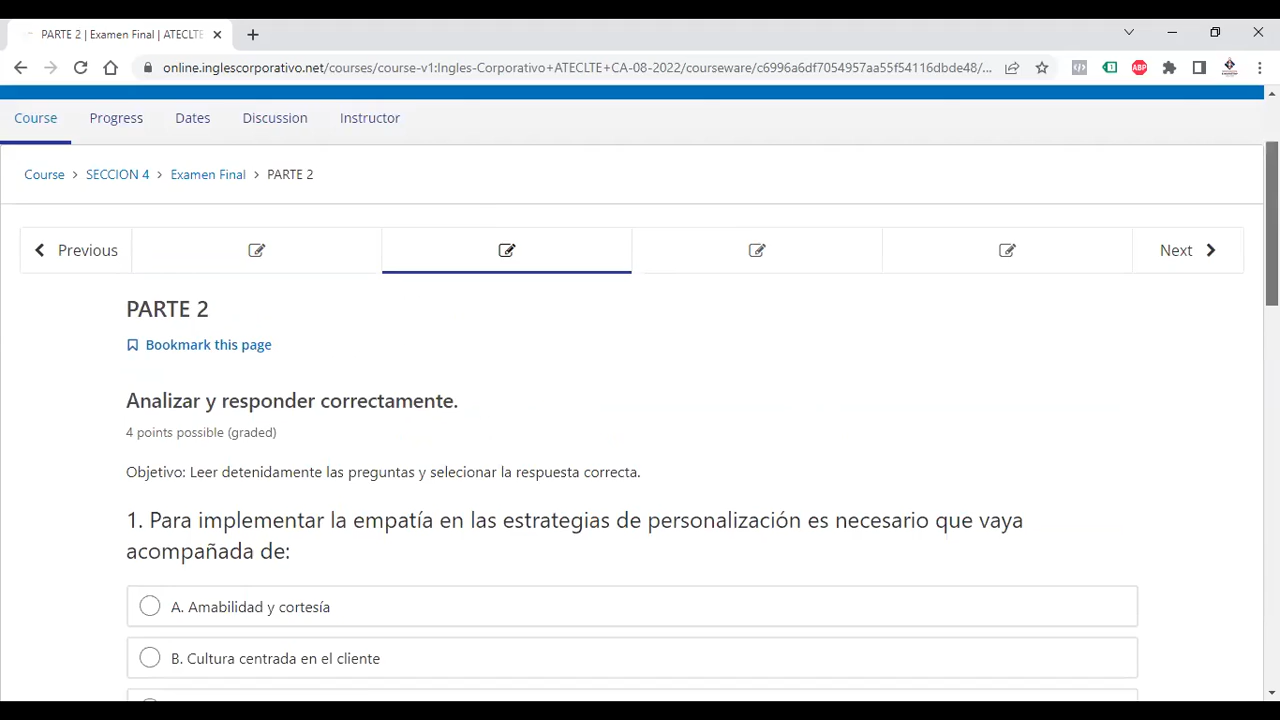 PARTE 2 | Examen Final | ATECLTE
online.inglescorporativo.net/courses/course-v1:Ingles-Corporativo+ATECLTE+CA-08-2022/courseware/c6996a6df7054957aa55f54116dbde48/...
ABP
Course Progress Dates Discussion Instructor
Course > SECCION 4 > Examen Final > PARTE 2
Previous Next
PARTE 2
Bookmark this page
Analizar y responder correctamente.
4 points possible (graded)
Objetivo: Leer detenidamente las preguntas y selecionar la respuesta correcta.
1. Para implementar la empatía en las estrategias de personalización es necesario que vaya
acompañada de:
A. Amabilidad y cortesía
B. Cultura centrada en el cliente